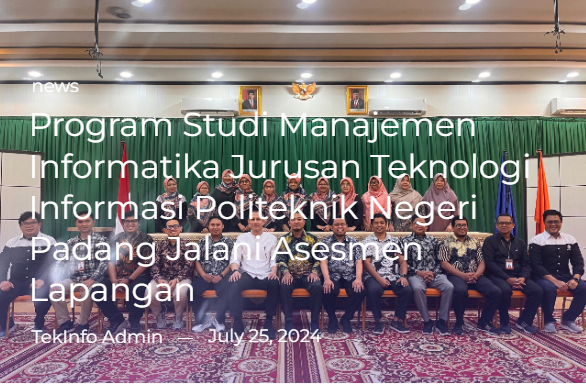 news
Program Studi Manajemen
Informatika Jurusan Teknologi
Informasi Politeknik Negeri
Padang Jalani Asesmen
Lapangan
TekInfo Admin — July 25, 2024